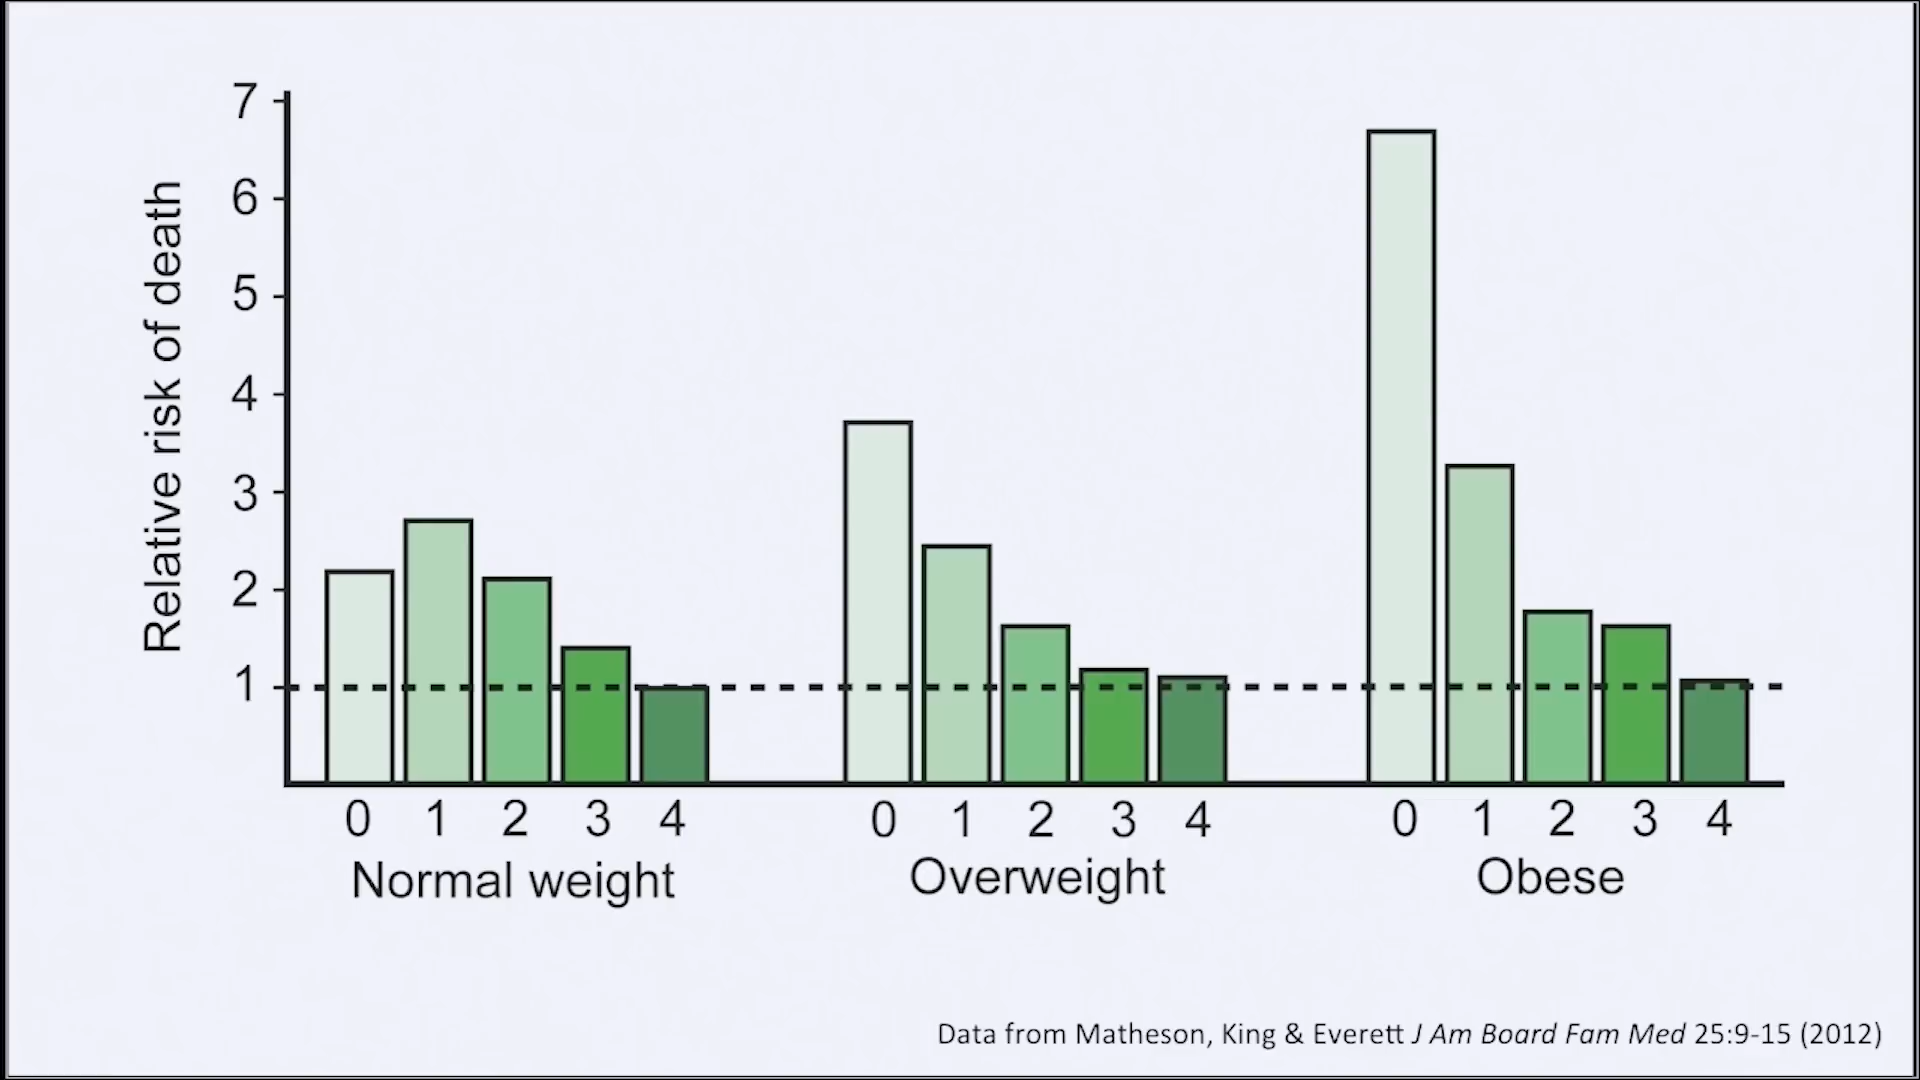 Relative risk of death
7
6
5
4
3
2
1
0 1 2 3 4 0 1 2 3 4 0 1 2 3 4
Normal weight Overweight Obese
Data from Matheson, King & Everett J Am Board Fam Med 25:9-15 (2012)